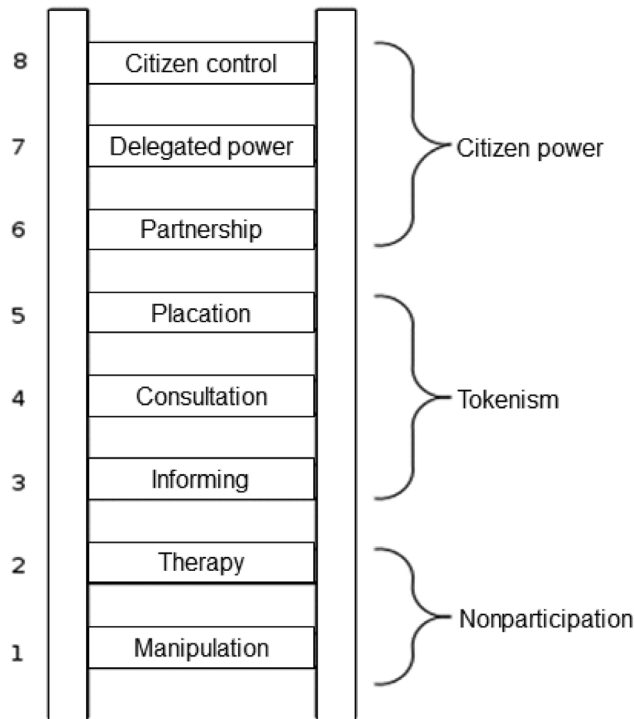 8 Citizen control
7 Delegated power
Citizen power
6 Partnership
5 Placation
4 Consultation
Tokenism
3 Informing
2 Therapy
Nonparticipation
1 Manipulation